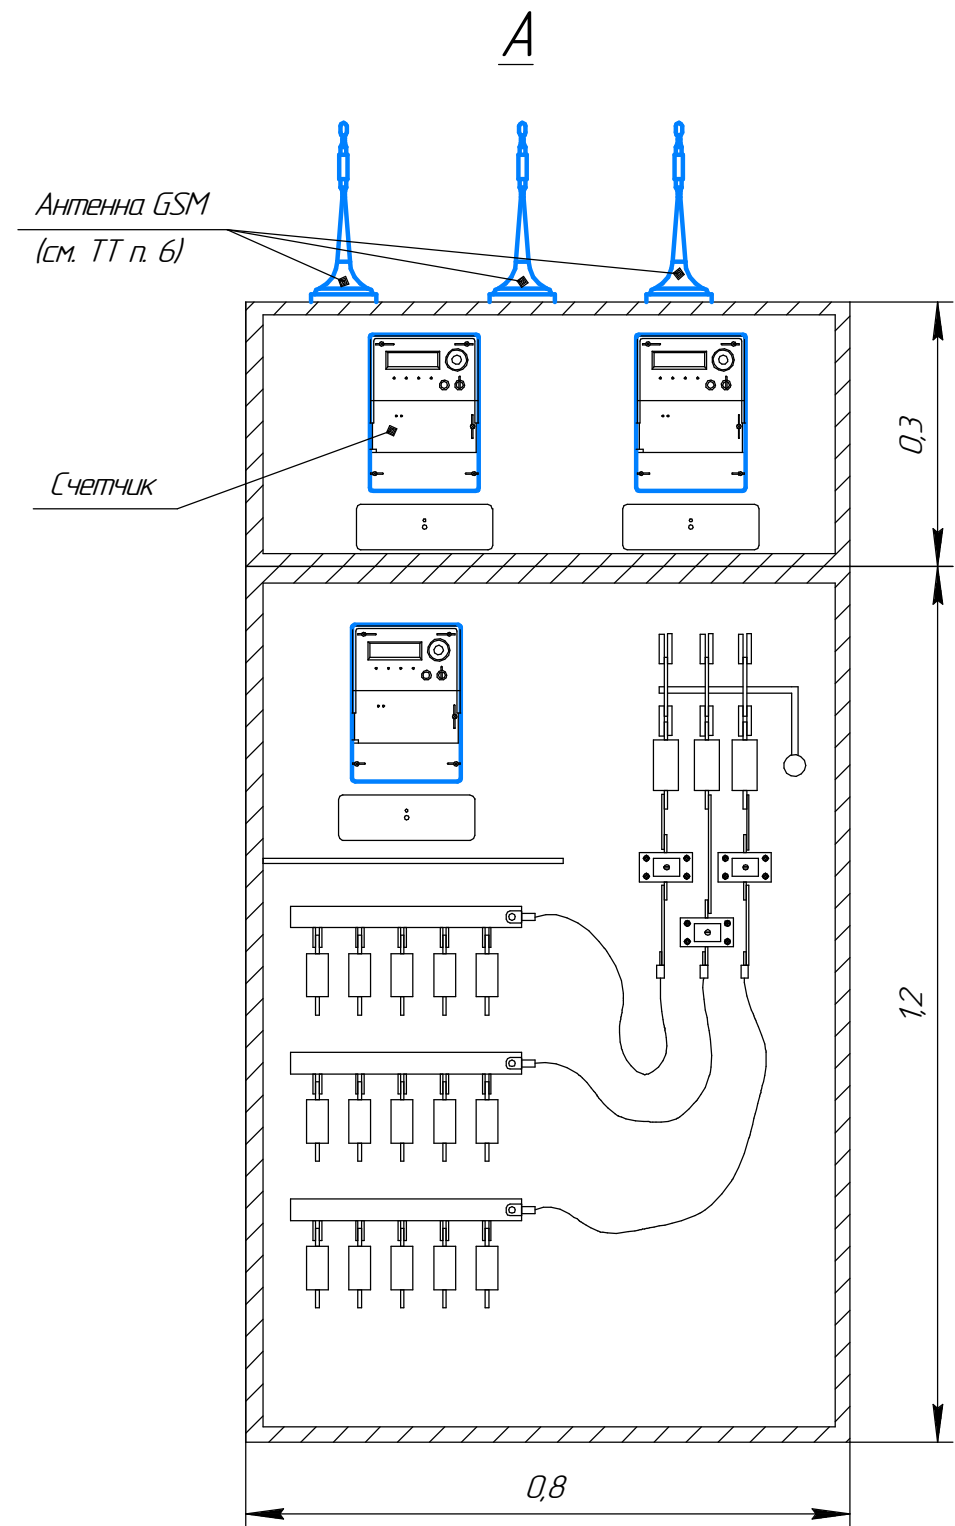 А
Антенна GSM
(см. ТТ п. 6)
Счетчик
0,3
1,2
0,8